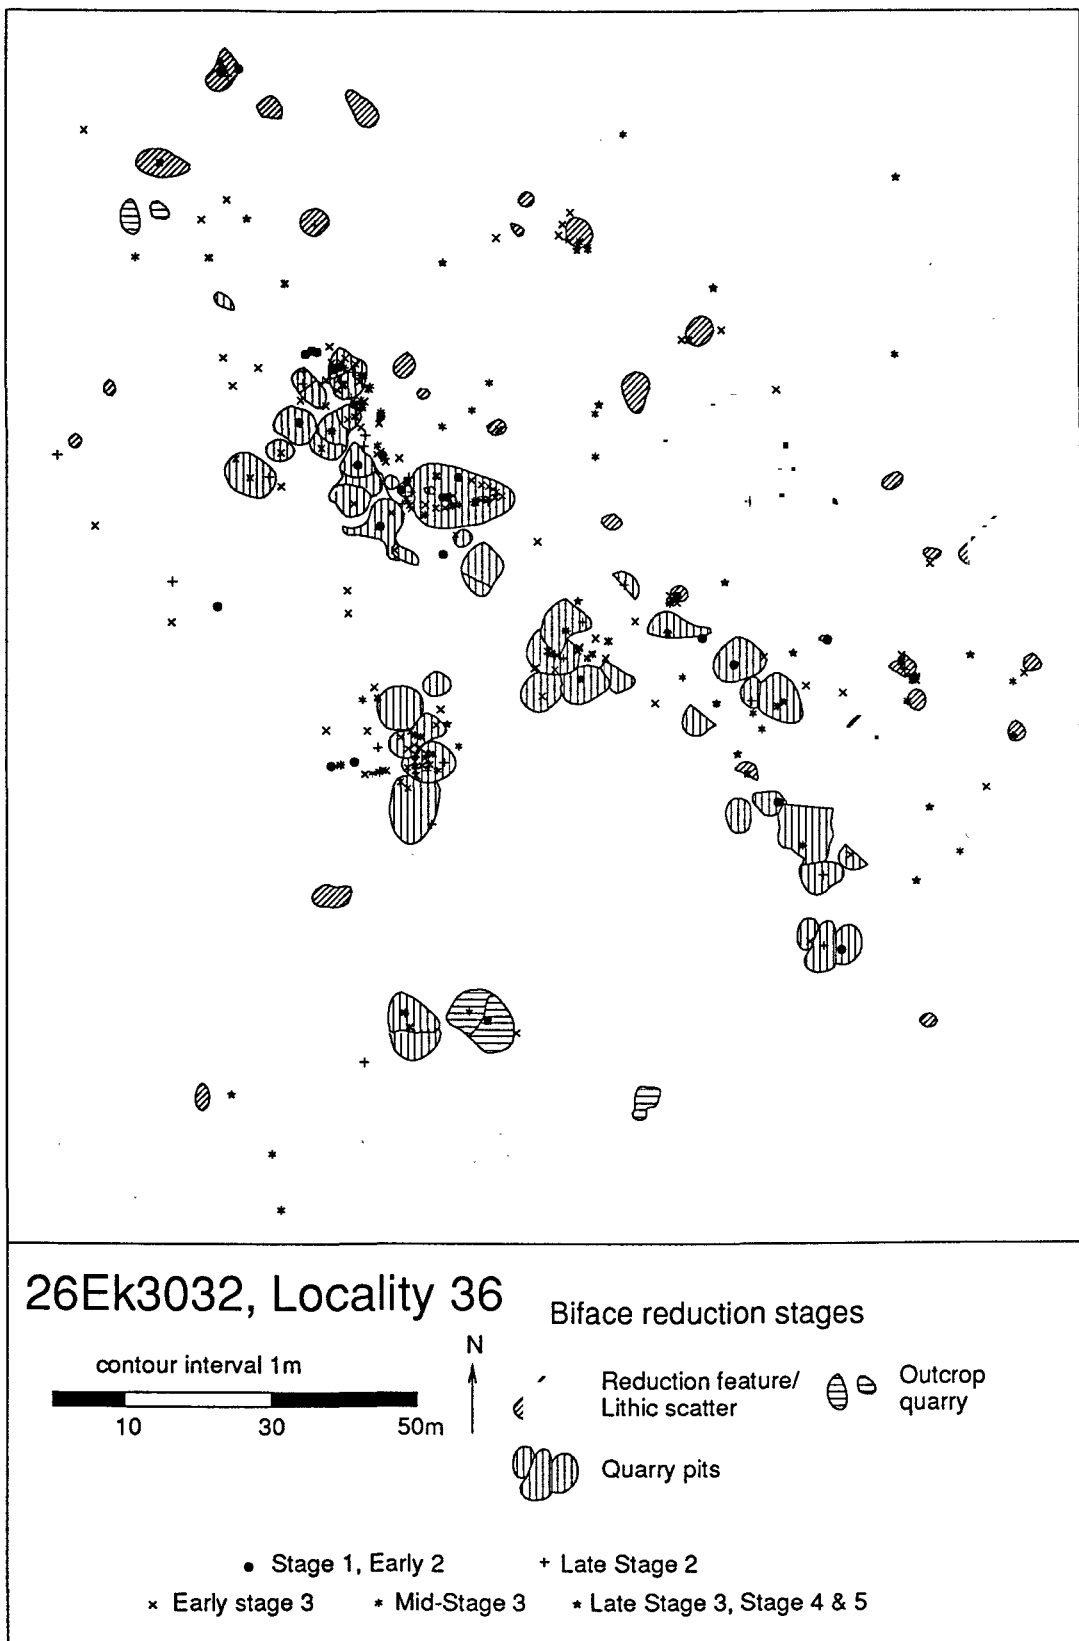 26Ek3032, Locality 36
Biface reduction stages
contour interval 1m
N
10 30 50m
Reduction feature/
Lithic scatter
Outcrop
quarry
Quarry pits
Stage 1, Early 2
Late Stage 2
Early stage 3
Mid-Stage 3
Late Stage 3, Stage 4 & 5